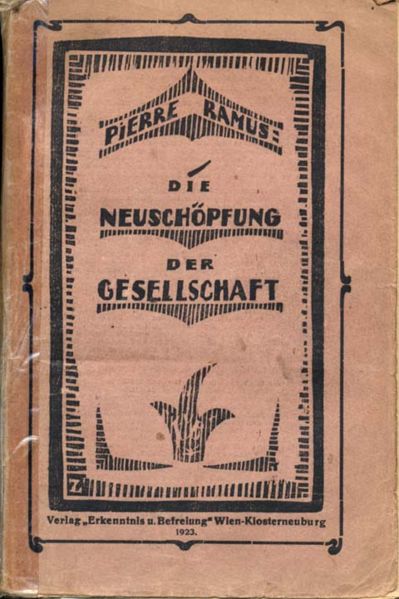 PIERRE RAMUS:
DIE
NEUSCHÖPFUNG
DER
GESELLSCHAFT
Z
Verlag „Erkenntnis u. Befreiung“ Wien-Klosterneuburg
1923.